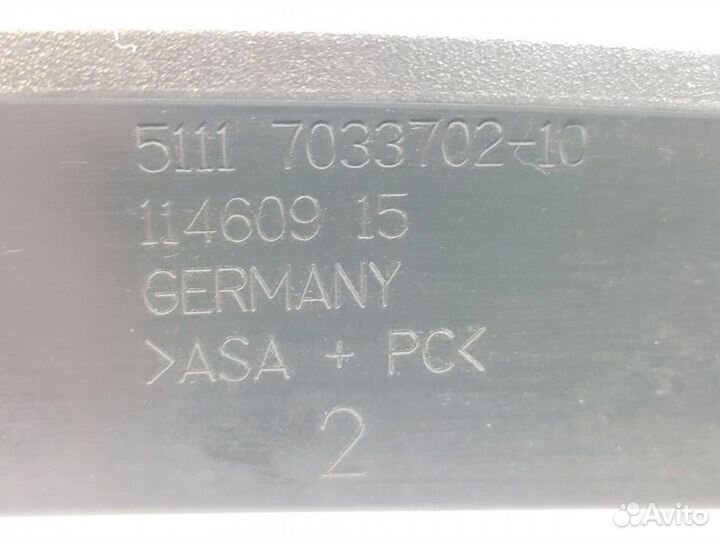 5111 7033702-10
114609 15
GERMANY
>ASA + PC<
2
Avito